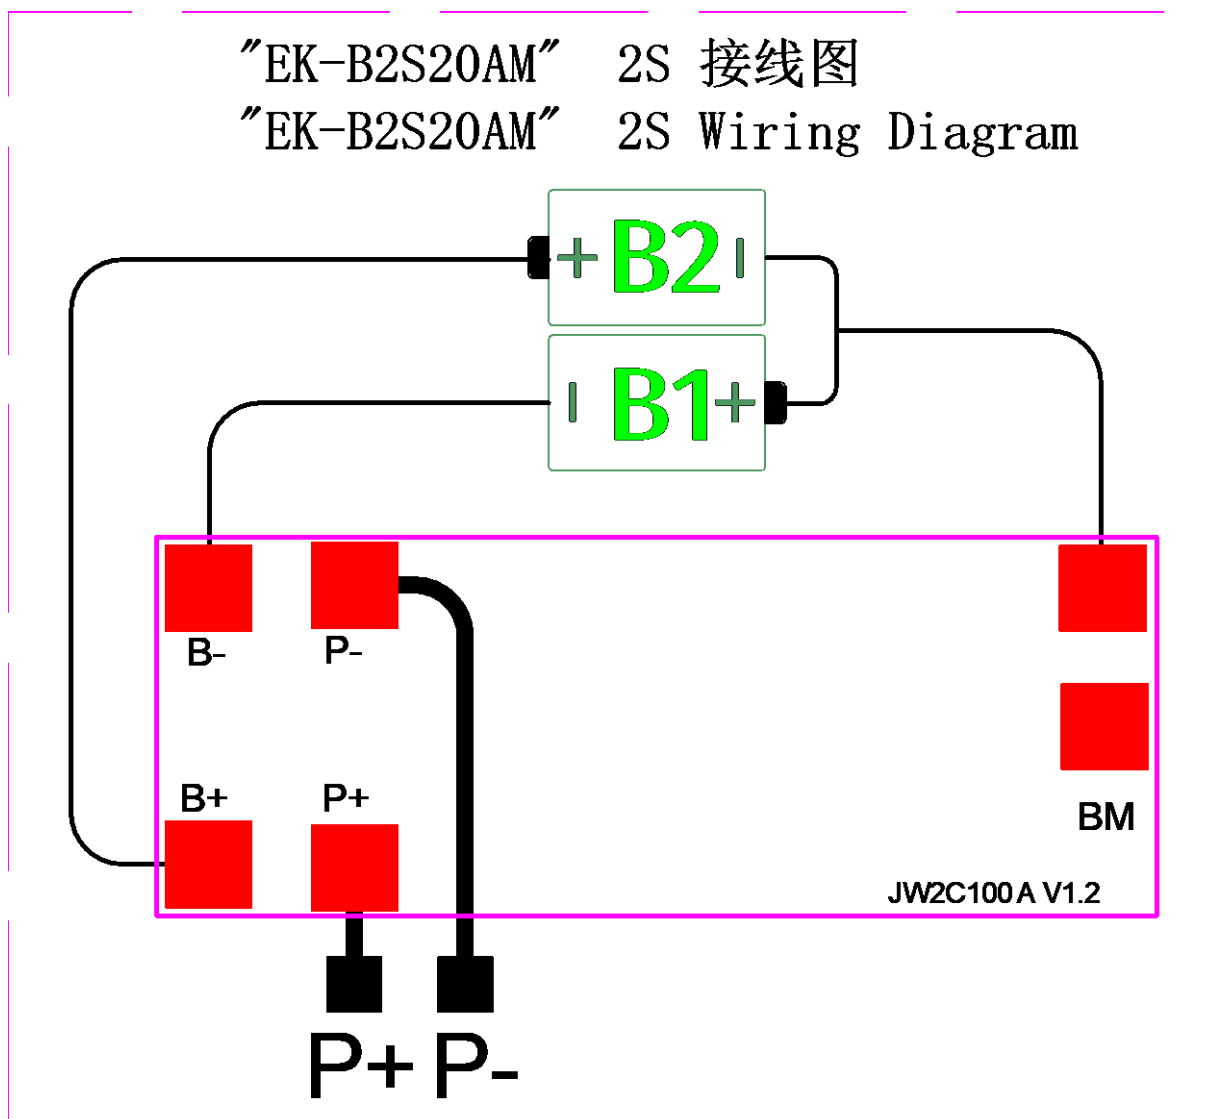 "EK-B2S20AM" 2S 接线图
"EK-B2S20AM" 2S Wiring Diagram
+ B2 -
- B1 +
B- P-
B+ P+
BM
JW2C100A V1.2
P+ P-